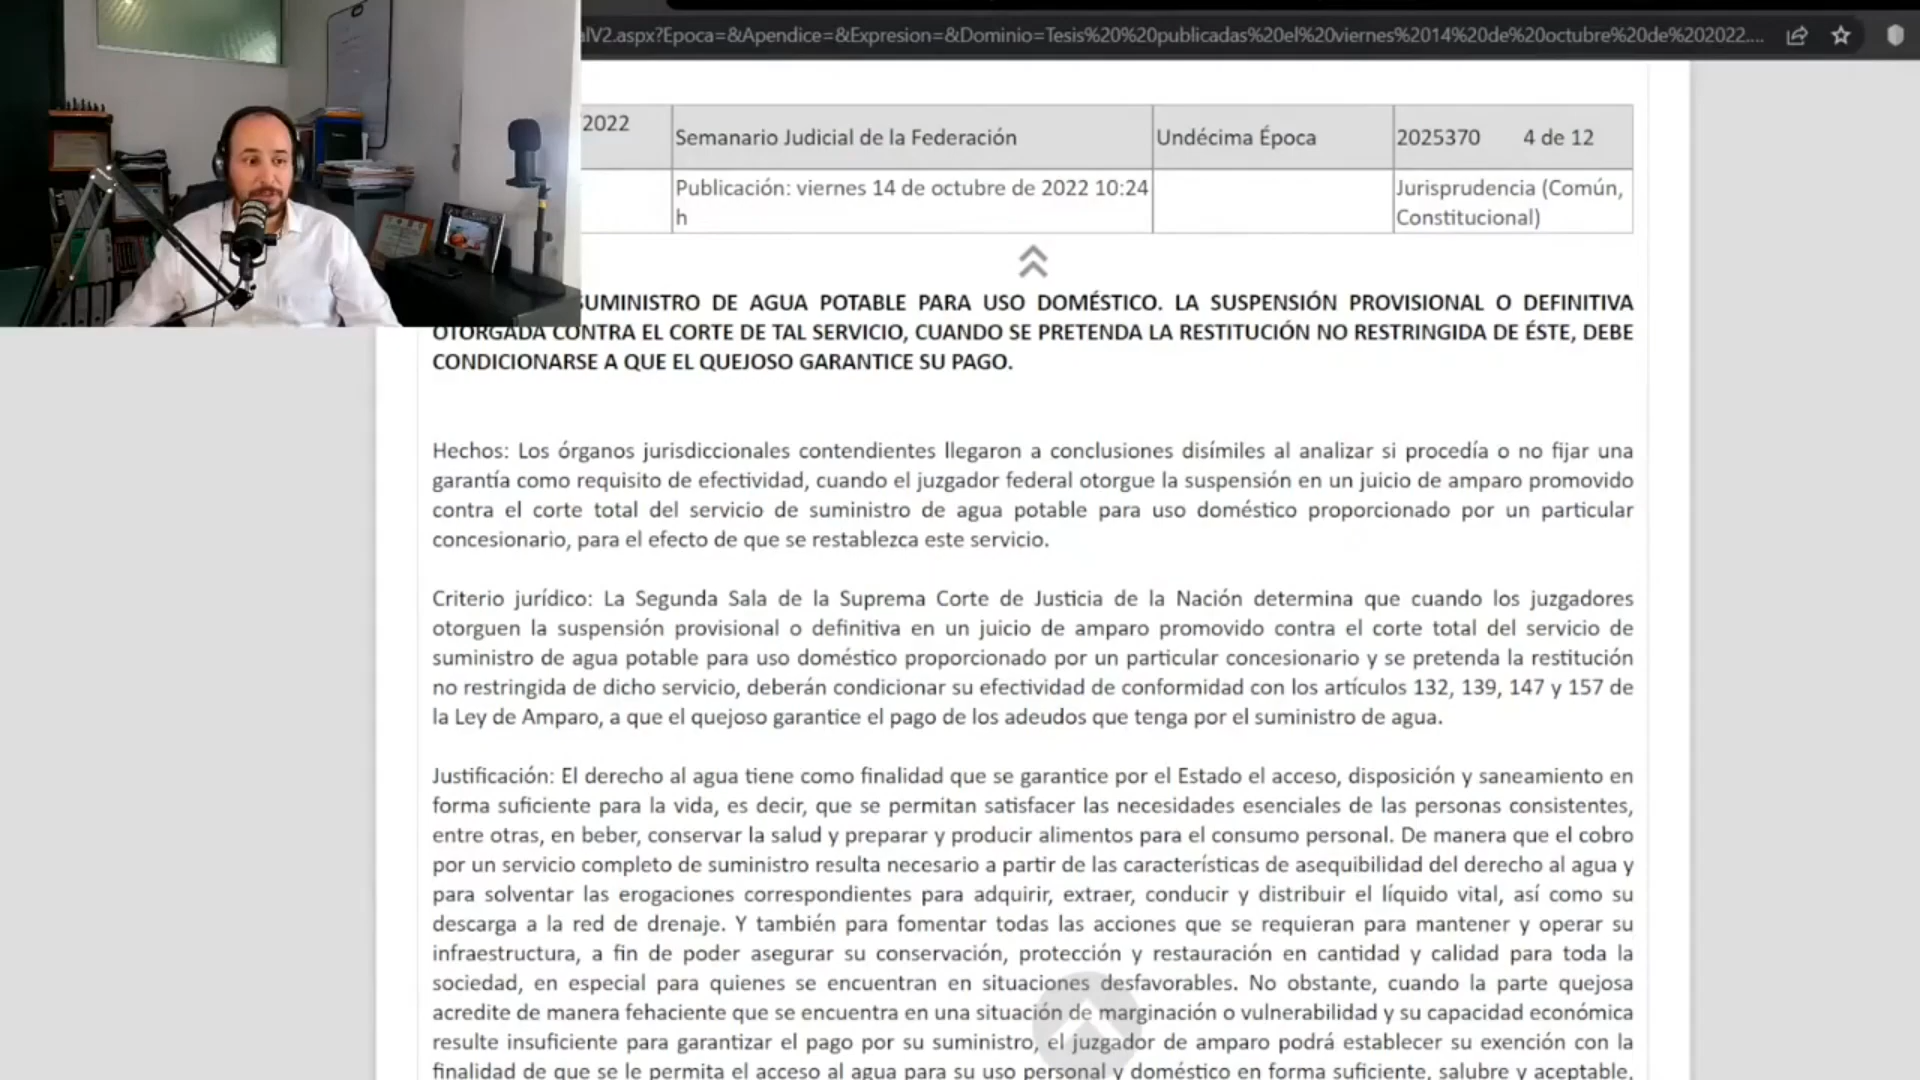 lV2.aspx?Epoca=&Apendice=&Expresion=&Dominio=Tesis%20%20publicadas%20el%20viernes%2014%20de%20octubre%20de%202022....
2022
Semanario Judicial de la Federación
Undécima Época
2025370 4 de 12
Publicación: viernes 14 de octubre de 2022 10:24
h
Jurisprudencia (Común,
Constitucional)
SUMINISTRO DE AGUA POTABLE PARA USO DOMÉSTICO. LA SUSPENSIÓN PROVISIONAL O DEFINITIVA
OTORGADA CONTRA EL CORTE DE TAL SERVICIO, CUANDO SE PRETENDA LA RESTITUCIÓN NO RESTRINGIDA DE ÉSTE, DEBE
CONDICIONARSE A QUE EL QUEJOSO GARANTICE SU PAGO.
Hechos: Los órganos jurisdiccionales contendientes llegaron a conclusiones disímiles al analizar si procedía o no fijar una
garantía como requisito de efectividad, cuando el juzgador federal otorgue la suspensión en un juicio de amparo promovido
contra el corte total del servicio de suministro de agua potable para uso doméstico proporcionado por un particular
concesionario, para el efecto de que se restablezca este servicio.
Criterio jurídico: La Segunda Sala de la Suprema Corte de Justicia de la Nación determina que cuando los juzgadores
otorguen la suspensión provisional o definitiva en un juicio de amparo promovido contra el corte total del servicio de
suministro de agua potable para uso doméstico proporcionado por un particular concesionario y se pretenda la restitución
no restringida de dicho servicio, deberán condicionar su efectividad de conformidad con los artículos 132, 139, 147 y 157 de
la Ley de Amparo, a que el quejoso garantice el pago de los adeudos que tenga por el suministro de agua.
Justificación: El derecho al agua tiene como finalidad que se garantice por el Estado el acceso, disposición y saneamiento en
forma suficiente para la vida, es decir, que se permitan satisfacer las necesidades esenciales de las personas consistentes,
entre otras, en beber, conservar la salud y preparar y producir alimentos para el consumo personal. De manera que el cobro
por un servicio completo de suministro resulta necesario a partir de las características de asequibilidad del derecho al agua y
para solventar las erogaciones correspondientes para adquirir, extraer, conducir y distribuir el líquido vital, así como su
descarga a la red de drenaje. Y también para fomentar todas las acciones que se requieran para mantener y operar su
infraestructura, a fin de poder asegurar su conservación, protección y restauración en cantidad y calidad para toda la
sociedad, en especial para quienes se encuentran en situaciones desfavorables. No obstante, cuando la parte quejosa
acredite de manera fehaciente que se encuentra en una situación de marginación o vulnerabilidad y su capacidad económica
resulte insuficiente para garantizar el pago por su suministro, el juzgador de amparo podrá establecer su exención con la
finalidad de que se le permita el acceso al agua para su uso personal y doméstico en forma suficiente, salubre y aceptable,